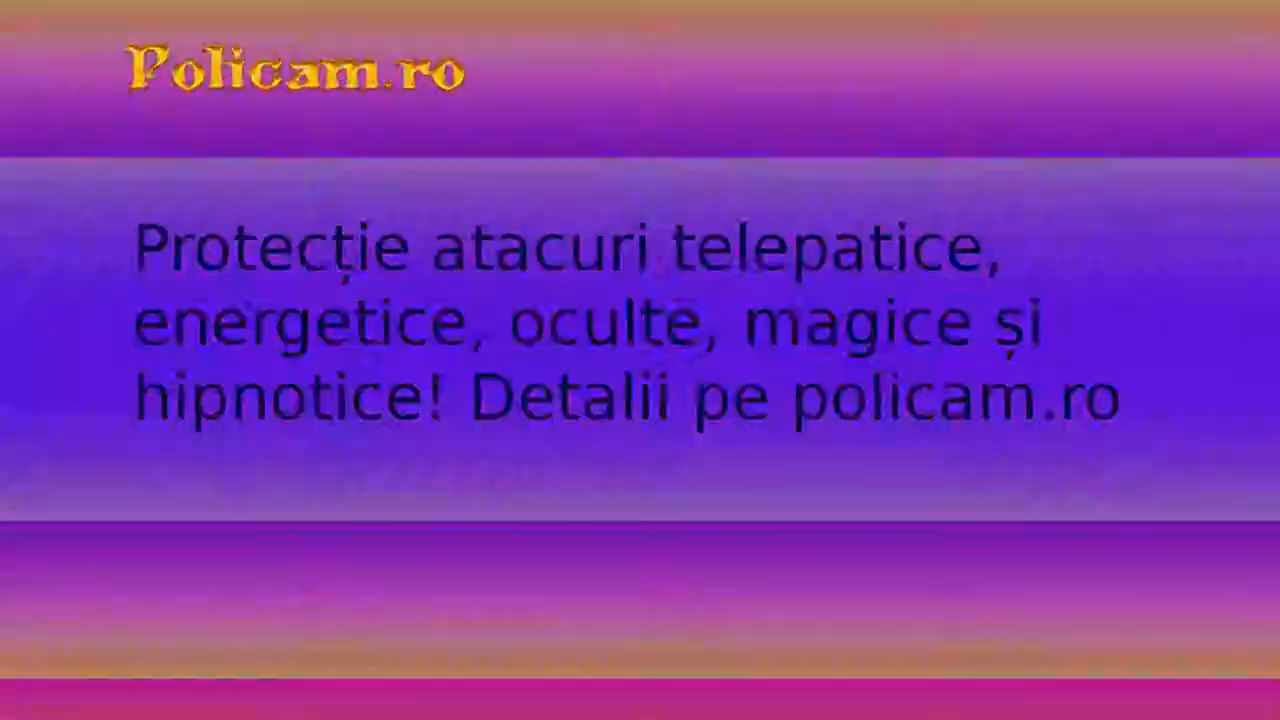 Policam.ro
Protecție atacuri telepatice,
energetice, oculte, magice și
hipnotice! Detalii pe policam.ro